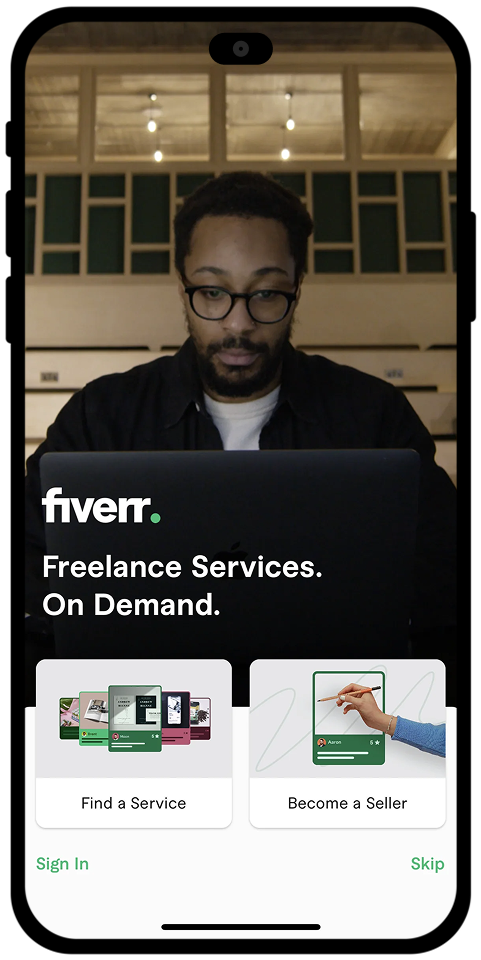 fiverr.
Freelance Services.
On Demand.
Aaron
5 ★
Find a Service
Become a Seller
Sign In
Skip